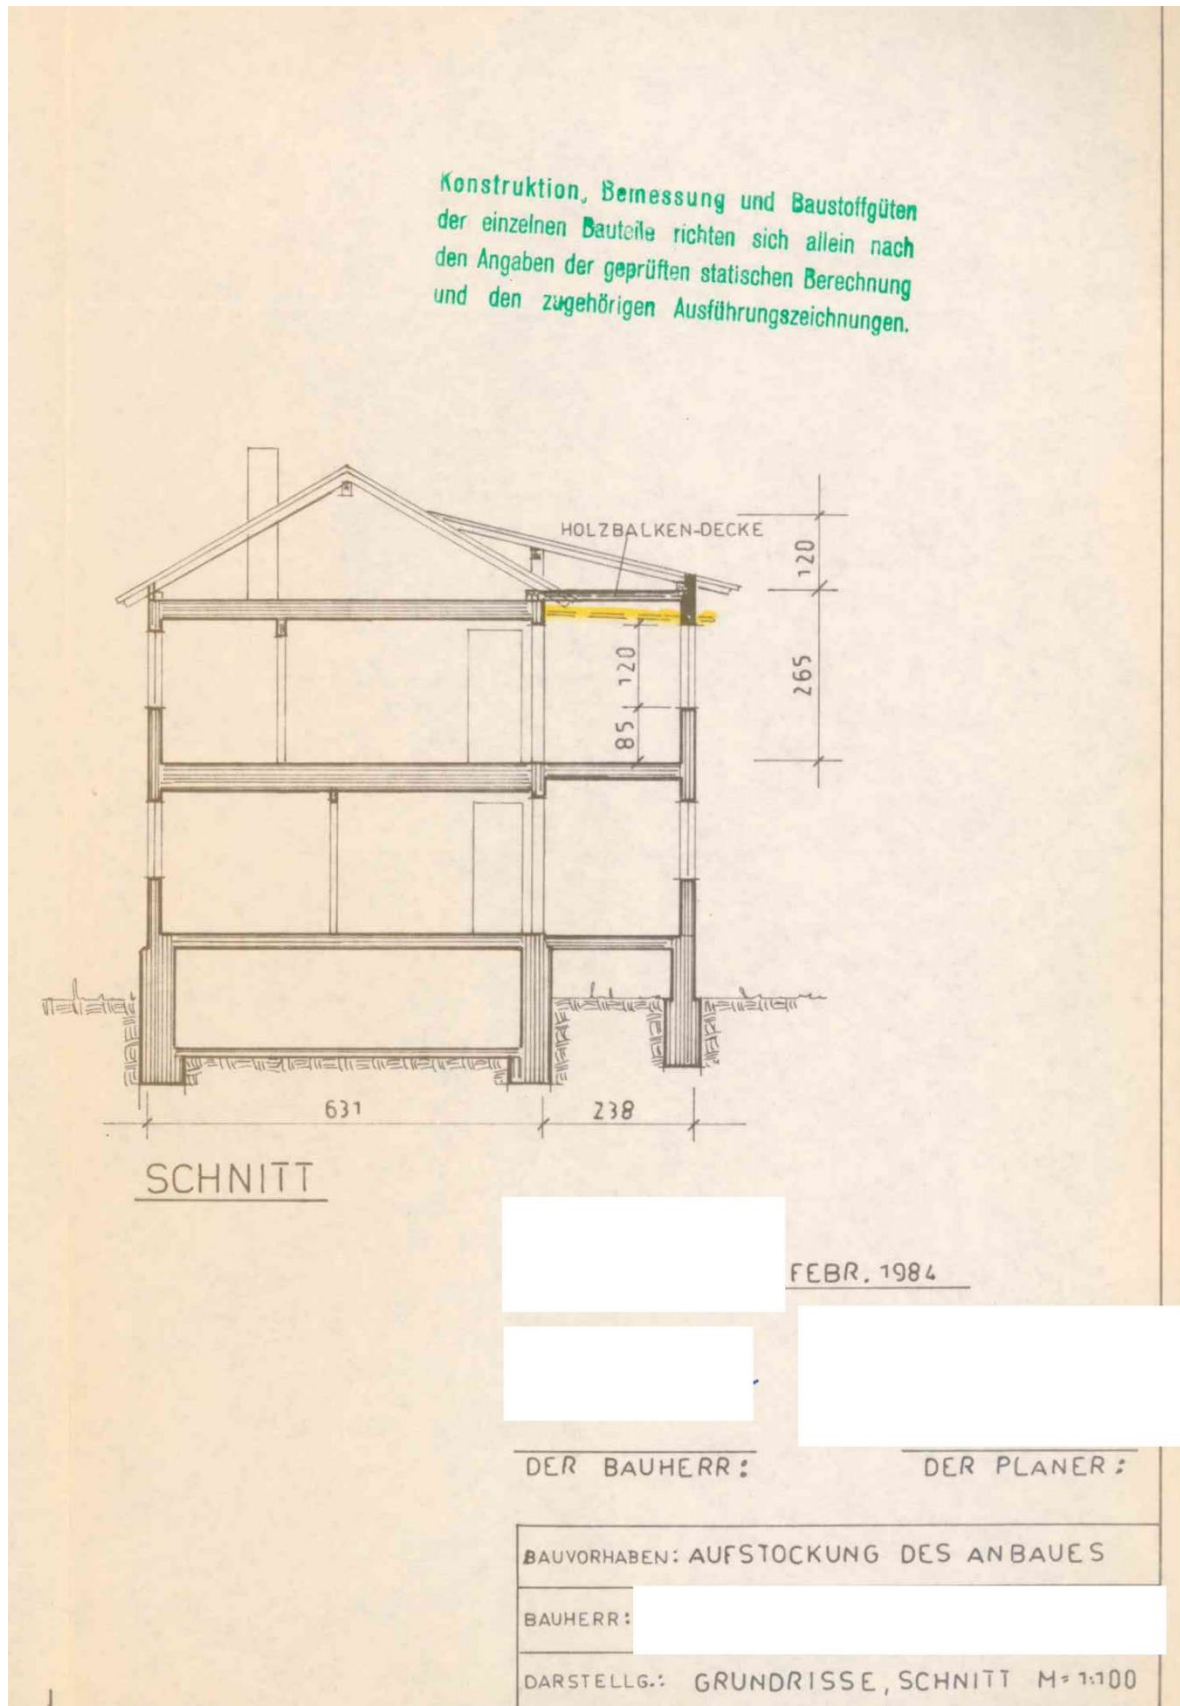 Konstruktion, Bemessung und Baustoffgüten
der einzelnen Bauteile richten sich allein nach
den Angaben der geprüften statischen Berechnung
und den zugehörigen Ausführungszeichnungen.
HOLZBALKEN-DECKE
120
265
120
85
631
238
SCHNITT
FEBR. 1984
DER BAUHERR:
DER PLANER:
BAUVORHABEN: AUFSTOCKUNG DES ANBAUES
BAUHERR:
DARSTELLG.: GRUNDRISSE, SCHNITT M=1:100